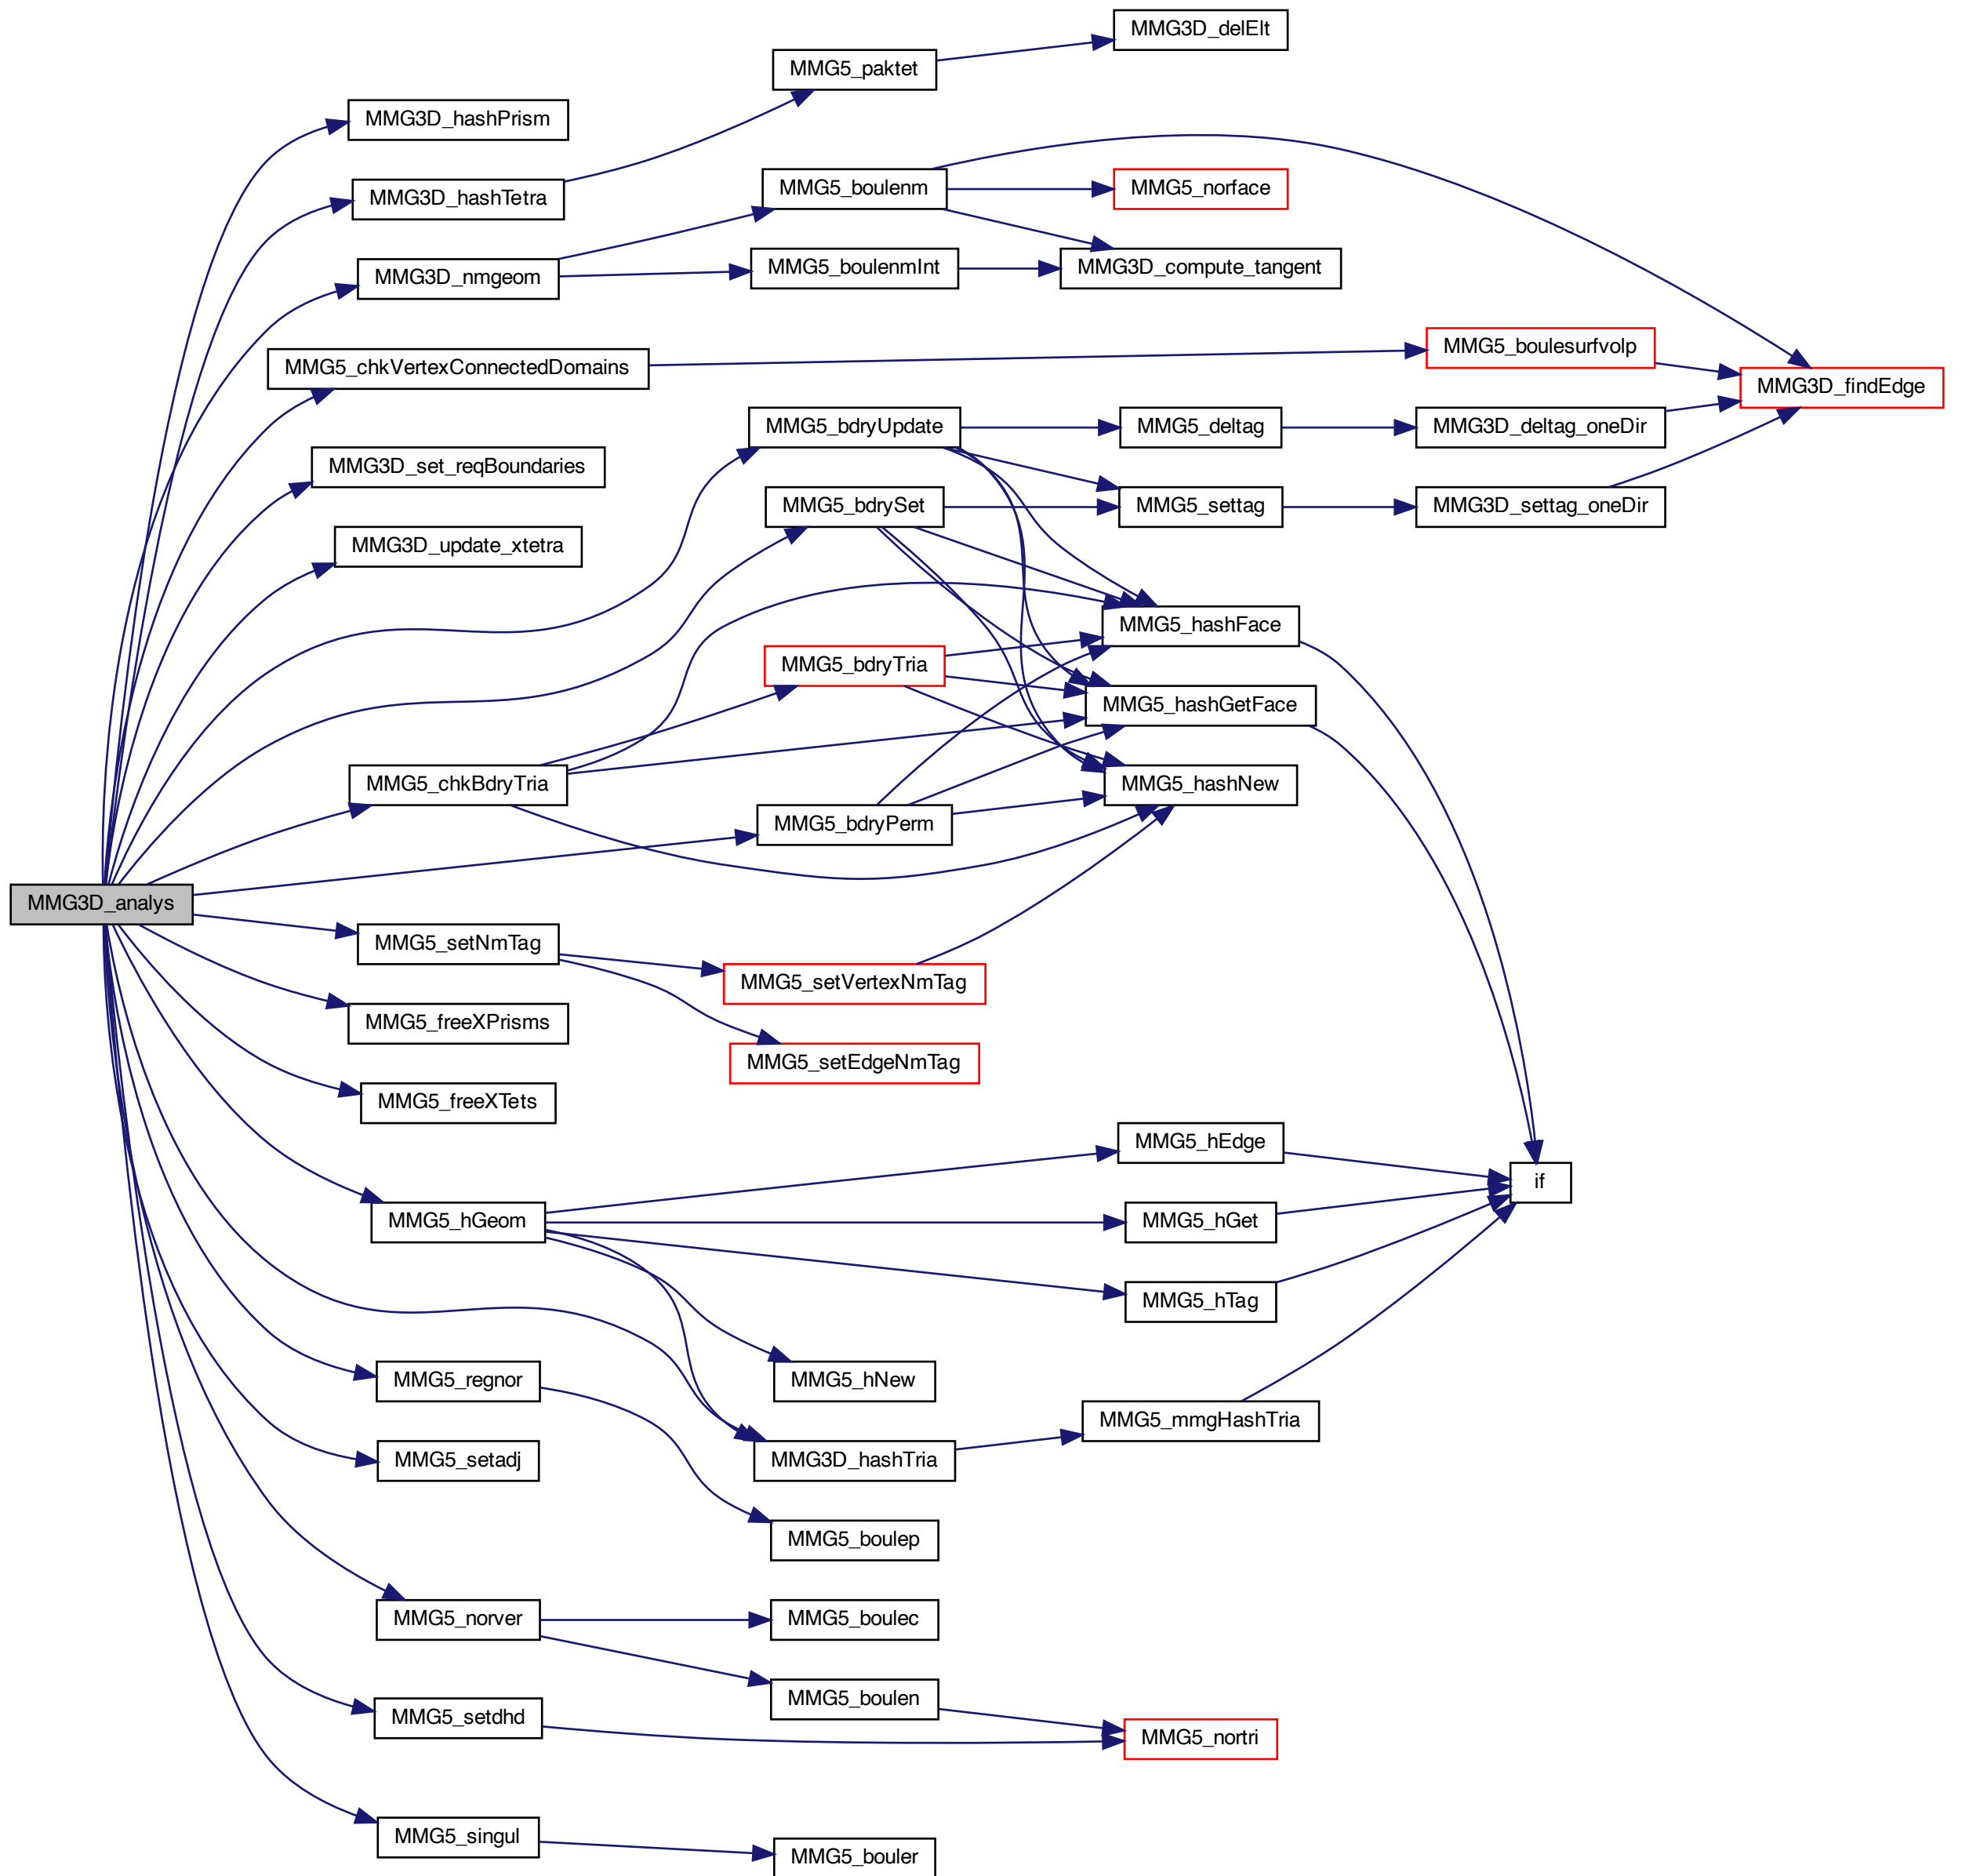 MMG3D_delElt
MMG5_paktet
MMG3D_hashPrism
MMG5_boulenm
MMG5_norface
MMG3D_hashTetra
MMG5_boulenmInt
MMG3D_compute_tangent
MMG3D_nmgeom
MMG5_boulesurfvolp
MMG5_chkVertexConnectedDomains
MMG3D_findEdge
MMG5_bdryUpdate
MMG5_deltag
MMG3D_deltag_oneDir
MMG3D_set_reqBoundaries
MMG5_bdrySet
MMG5_settag
MMG3D_settag_oneDir
MMG3D_update_xtetra
MMG5_hashFace
MMG5_bdryTria
MMG5_hashGetFace
MMG5_chkBdryTria
MMG5_hashNew
MMG5_bdryPerm
MMG3D_analys
MMG5_setNmTag
MMG5_setVertexNmTag
MMG5_freeXPrisms
MMG5_setEdgeNmTag
MMG5_freeXTets
MMG5_hEdge
if
MMG5_hGeom
MMG5_hGet
MMG5_hTag
MMG5_regnor
MMG5_hNew
MMG5_mmgHashTria
MMG5_setadj
MMG3D_hashTria
MMG5_boulep
MMG5_norver
MMG5_boulec
MMG5_boulen
MMG5_setdhd
MMG5_nortri
MMG5_singul
MMG5_bouler